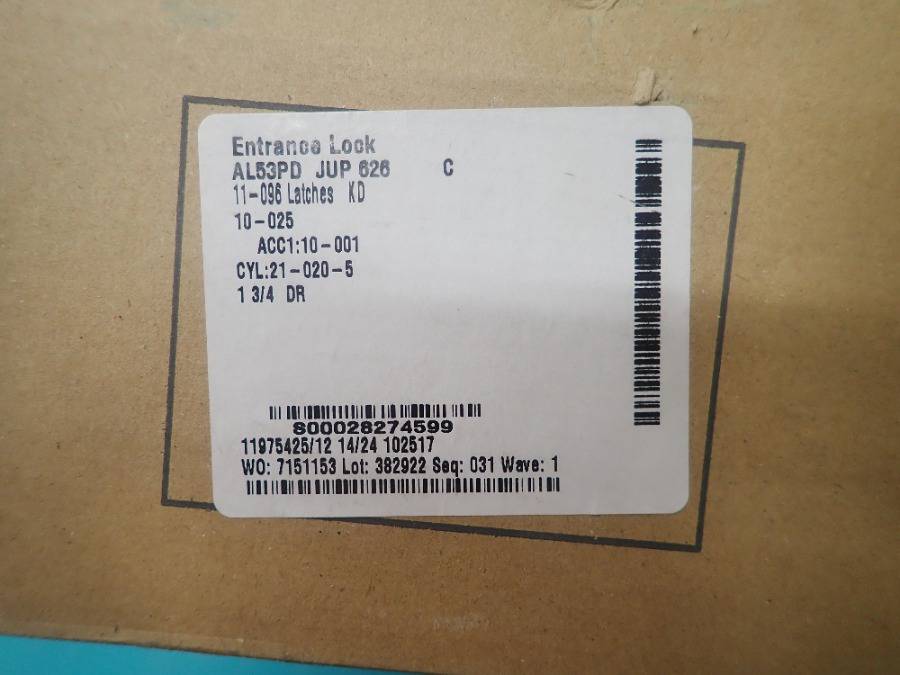 Entrance Lock
AL53PD JUP 626 C
11-096 Latches KD
10-025
ACC1:10-001
CYL:21-020-5
1 3/4 DR
S00028274599
11975425/12 14/24 102517
WO: 7151153 Lot: 382922 Seq: 031 Wave: 1